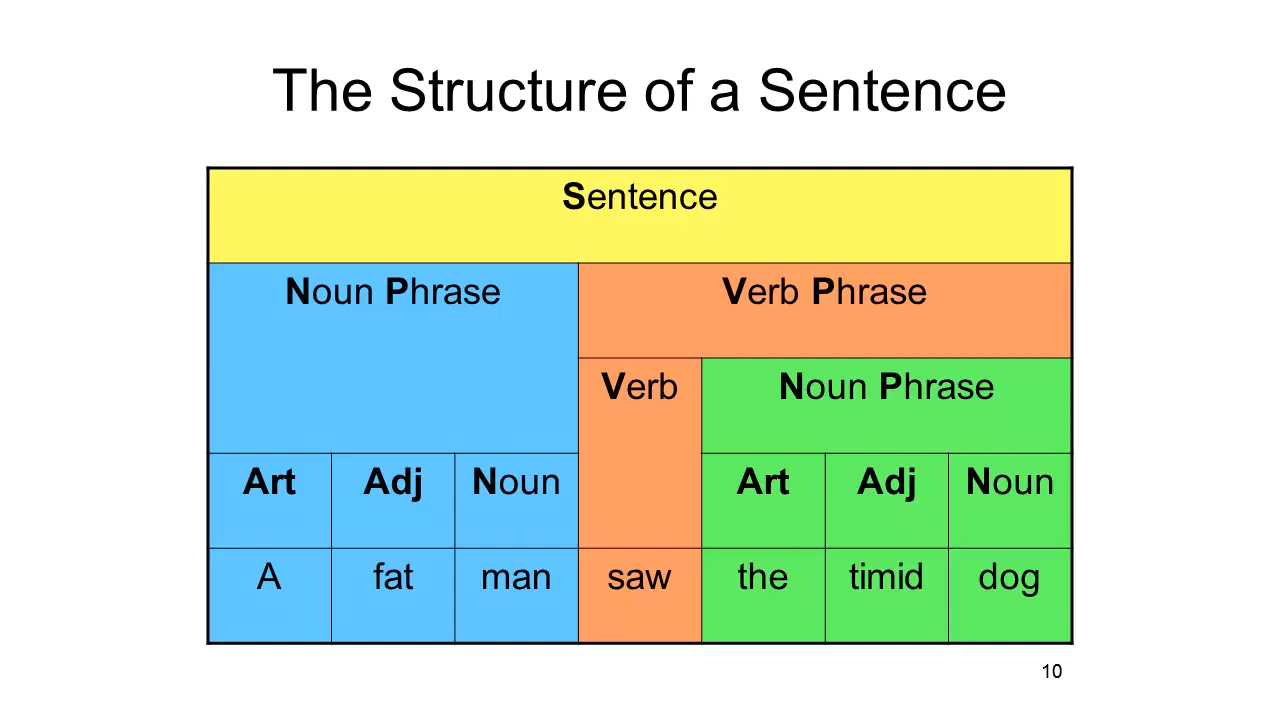 The Structure of a Sentence
Sentence
Noun Phrase Verb Phrase
Verb Noun Phrase
Art Adj Noun Art Adj Noun
A fat man saw the timid dog
10